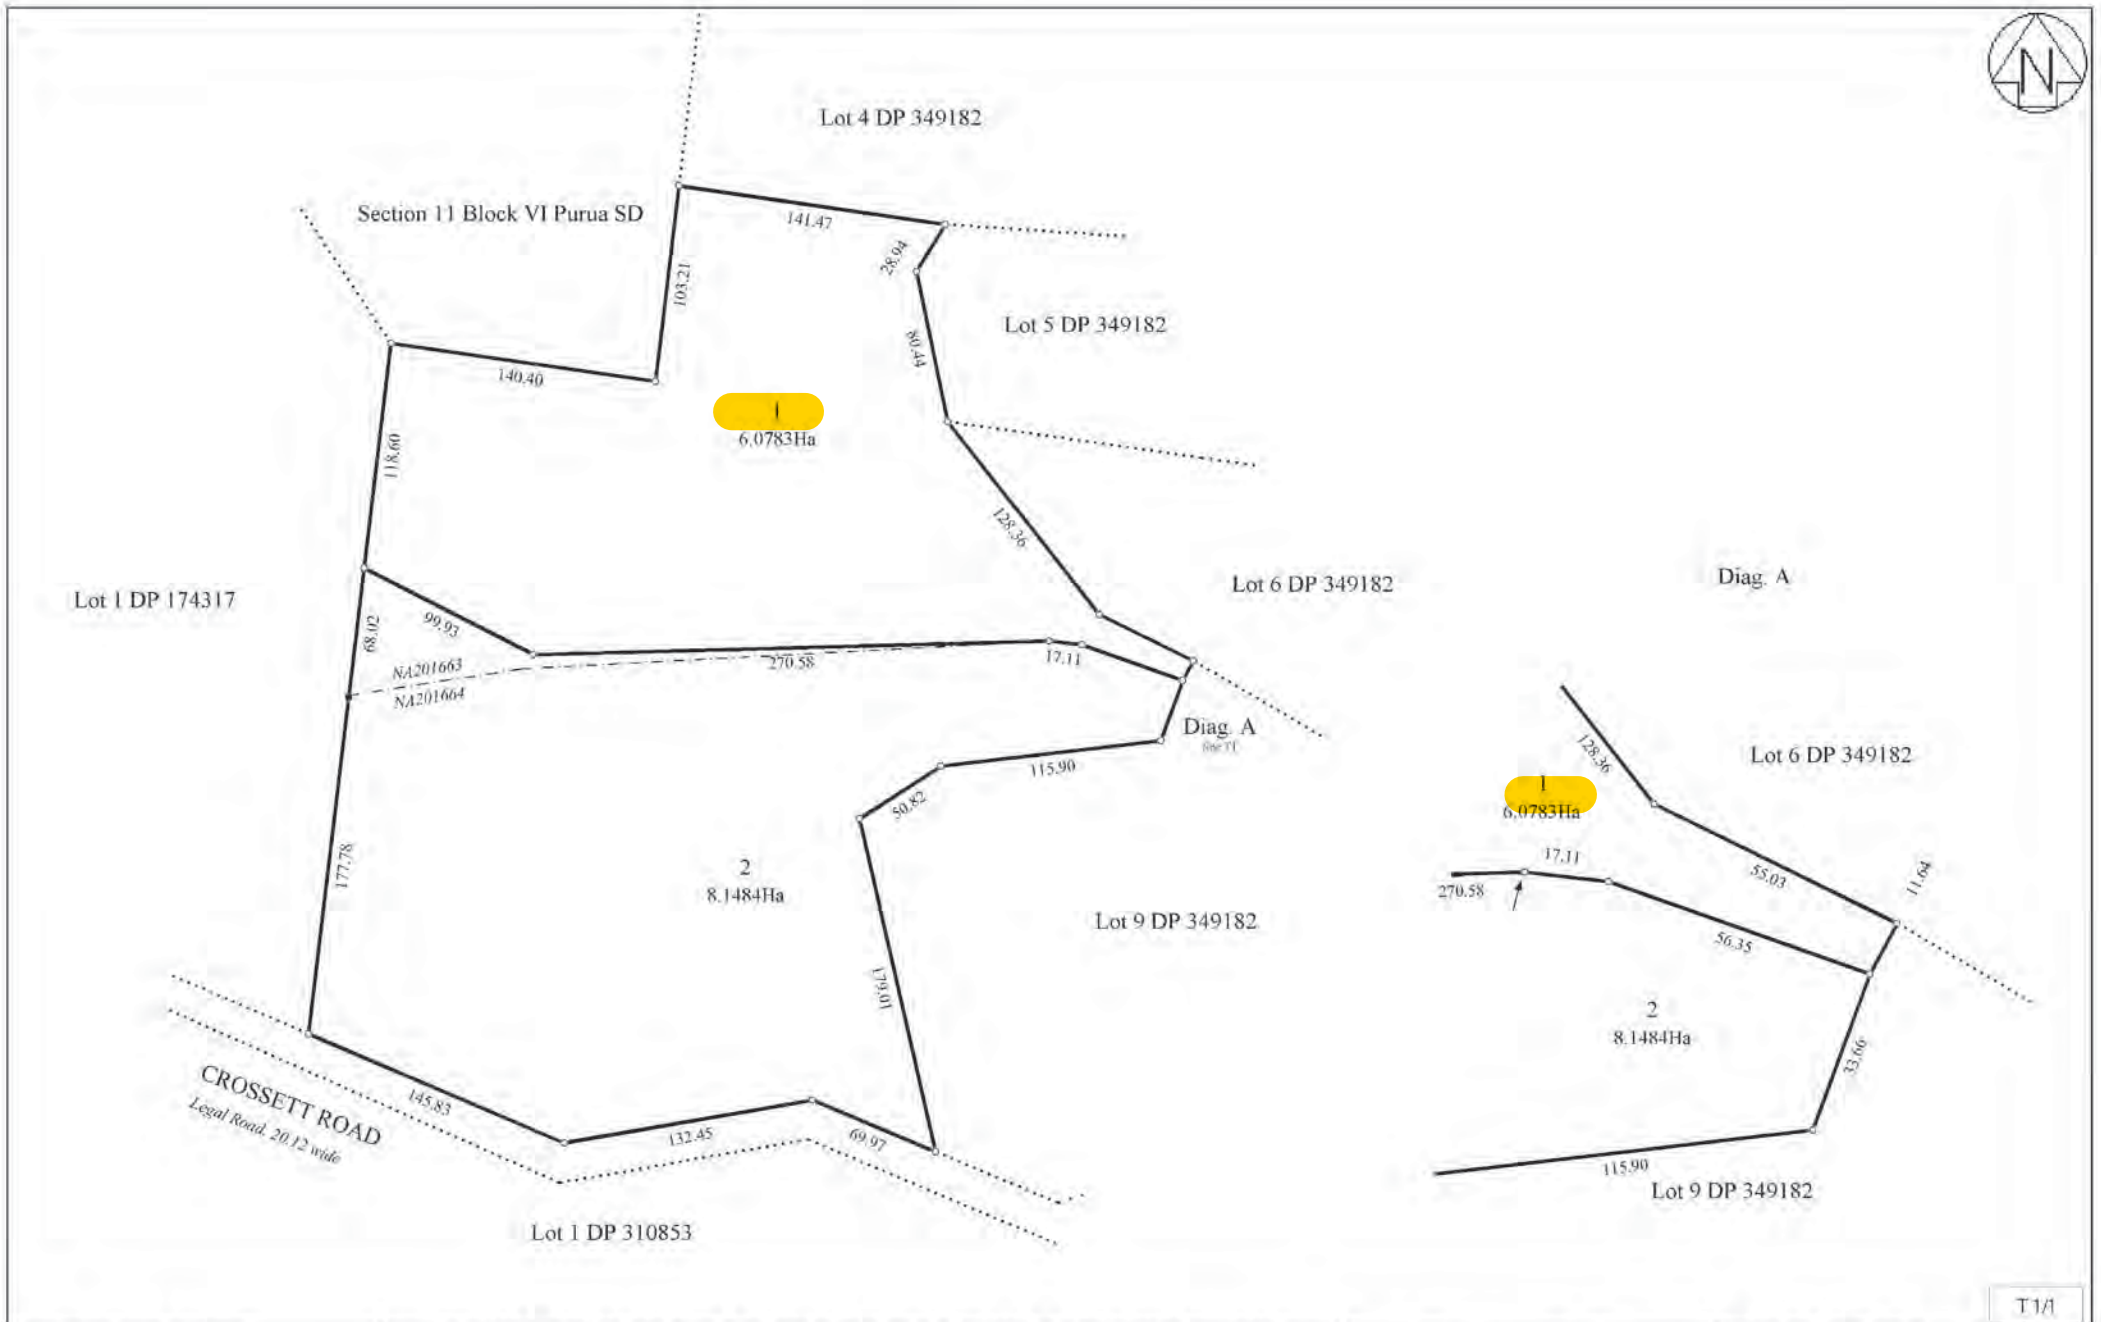 N
Lot 4 DP 349182
Section 11 Block VI Purua SD
141.47
28.94
103.21
Lot 5 DP 349182
80.44
140.40
1
6.0783Ha
118.60
128.36
Lot 6 DP 349182
Diag. A
Lot 1 DP 174317
68.02
99.93
270.58
17.11
NA201663
NA201664
Diag. A
115.90
50.82
177.78
2
8.1484Ha
Lot 9 DP 349182
179.01
CROSSETT ROAD
Legal Road. 20.12 wide
145.83
132.45
69.97
Lot 1 DP 310853
128.36
Lot 6 DP 349182
1
6.0783Ha
17.11
55.03
11.64
270.58
56.35
2
8.1484Ha
33.66
115.90
Lot 9 DP 349182
T 1/1